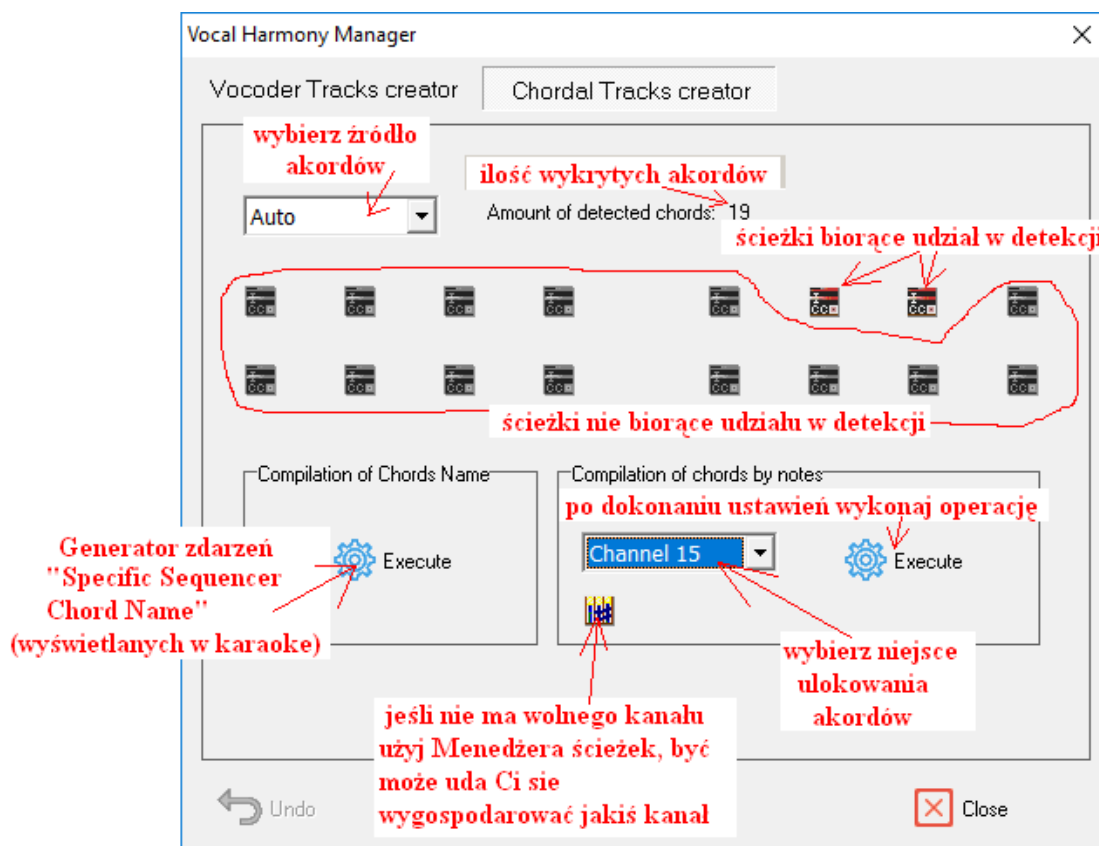 Vocal Harmony Manager
Vocoder Tracks creator
Chordal Tracks creator
wybierz źródło
akordów
ilość wykrytych akordów
Auto
Amount of detected chords: 19
ścieżki biorące udział w detekcji
ścieżki nie biorące udziału w detekcji
Compilation of Chords Name
Generator zdarzeń
"Specific Sequencer
Chord Name"
(wyświetlanych w karaoke)
Execute
Compilation of chords by notes
po dokonaniu ustawień wykonaj operację
Channel 15
Execute
wybierz niejsce
ulokowania
akordów
jeśli nie ma wolnego kanału
użyj Menedżera ścieżek, być
może uda Ci sie
wygospodarować jakiś kanał
Undo
Close